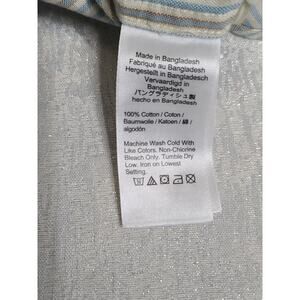 Made in Bangladesh
Fabriqué au Bangladesh
Hergestellt in Bangladesch
Vervaardigd in
Bangladesh
バングラディシュ製
hecho en Bangladesh
100% Cotton / Coton /
Baumwolle / Katoen / 綿 /
algodón
Machine Wash Cold With
Like Colors. Non-Chlorine
Bleach Only. Tumble Dry
Low. Iron on Lowest
Setting.